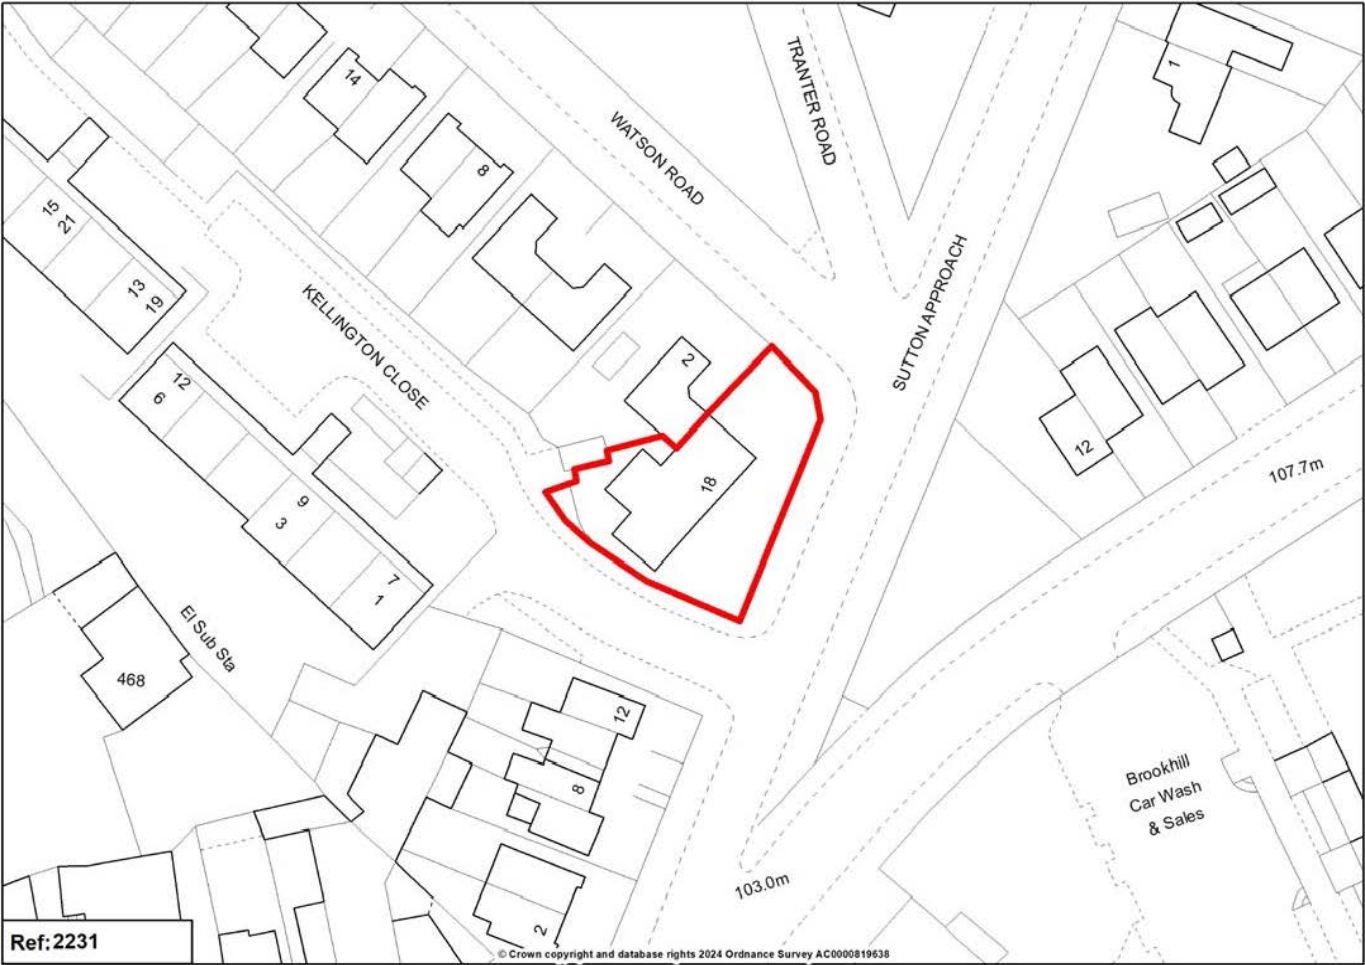 14
8
WATSON ROAD
TRANTER ROAD
1
SUTTON APPROACH
15
21
13
19
KELLINGTON CLOSE
2
12
6
18
12
107.7m
9
3
7
1
El Sub Sta
468
12
8
Brookhill
Car Wash
& Sales
103.0m
2
Ref:2231
© Crown copyright and database rights 2024 Ordnance Survey AC0000819638